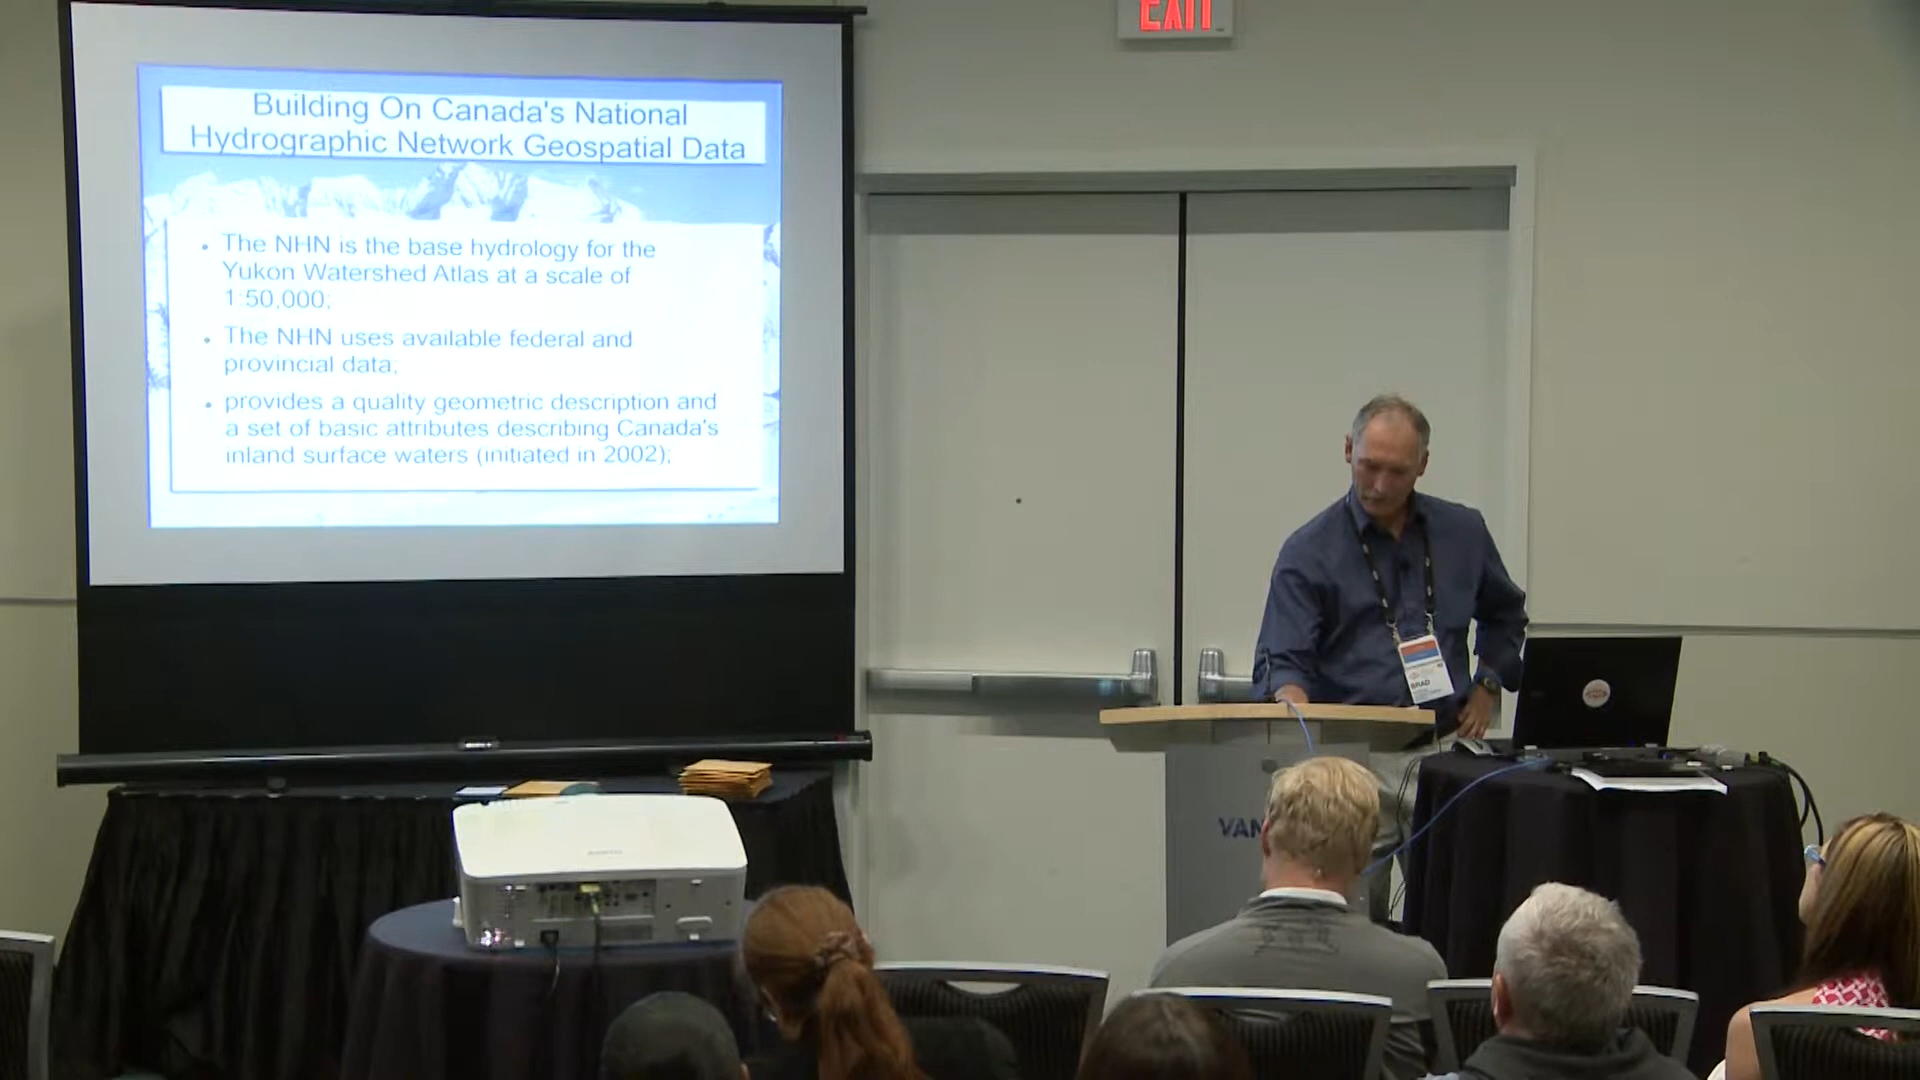 EXIT
Building On Canada's National
Hydrographic Network Geospatial Data
• The NHN is the base hydrology for the
Yukon Watershed Atlas at a scale of
1:50,000;
• The NHN uses available federal and
provincial data;
• provides a quality geometric description and
a set of basic attributes describing Canada's
inland surface waters (initiated in 2002);
BRAD
VAN